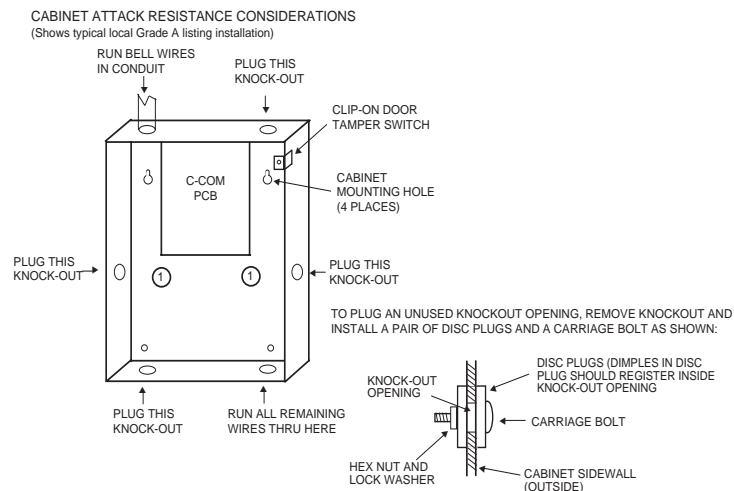 CABINET ATTACK RESISTANCE CONSIDERATIONS
(Shows typical local Grade A listing installation)
RUN BELL WIRES
IN CONDUIT
PLUG THIS
KNOCK-OUT
CLIP-ON DOOR
TAMPER SWITCH
C-COM
PCB
CABINET
MOUNTING HOLE
(4 PLACES)
PLUG THIS
KNOCK-OUT
1
1
PLUG THIS
KNOCK-OUT
PLUG THIS
KNOCK-OUT
RUN ALL REMAINING
WIRES THRU HERE
TO PLUG AN UNUSED KNOCKOUT OPENING, REMOVE KNOCKOUT AND
INSTALL A PAIR OF DISC PLUGS AND A CARRIAGE BOLT AS SHOWN:
KNOCK-OUT
OPENING
DISC PLUGS (DIMPLES IN DISC
PLUG SHOULD REGISTER INSIDE
KNOCK-OUT OPENING
CARRIAGE BOLT
HEX NUT AND
LOCK WASHER
CABINET SIDEWALL
(OUTSIDE)